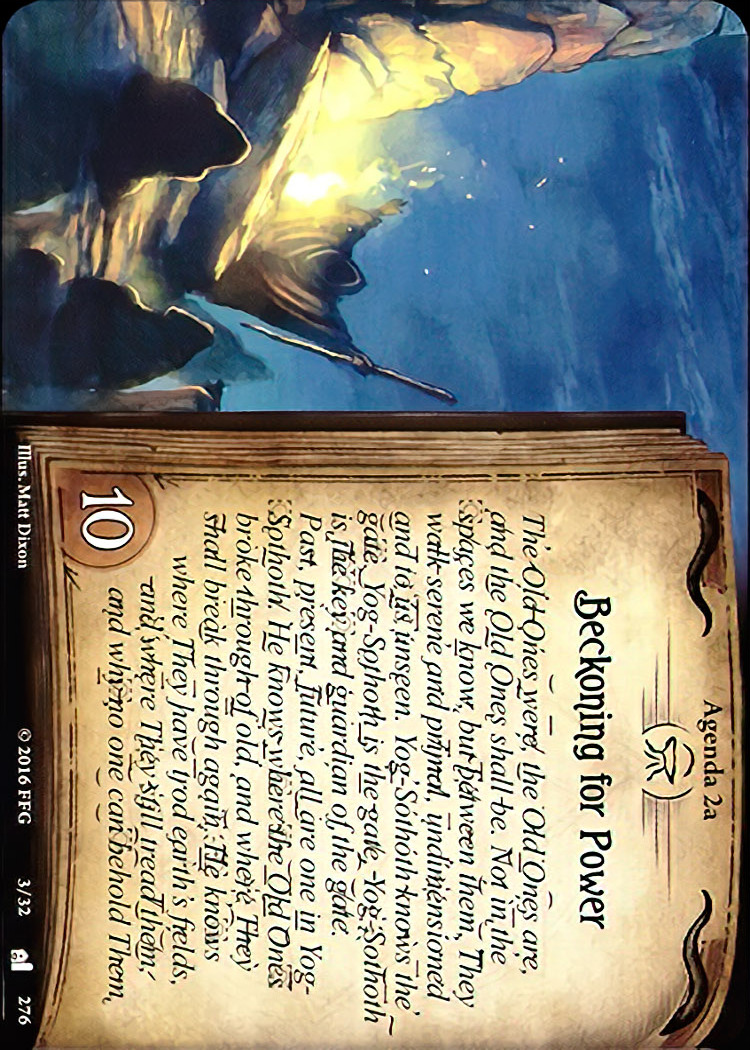 Agenda 2a
Beckoning for Power
The Old Ones were, the Old Ones are,
and the Old Ones shall be. Not in the
spaces we know, but between them, They
walk serene and primal, undimensioned
and to us unseen. Yog-Sothoth knows the
gate. Yog-Sothoth is the gate. Yog-Sothoth
is the key and guardian of the gate.
Past, present, future, all are one in Yog-
Sothoth. He knows where the Old Ones
broke through of old, and where They
shall break through again. He knows
where They have trod earth's fields,
and where They still tread them,
and why no one can behold Them
10
Illus. Matt Dixon
© 2016 FFG
3/32
276